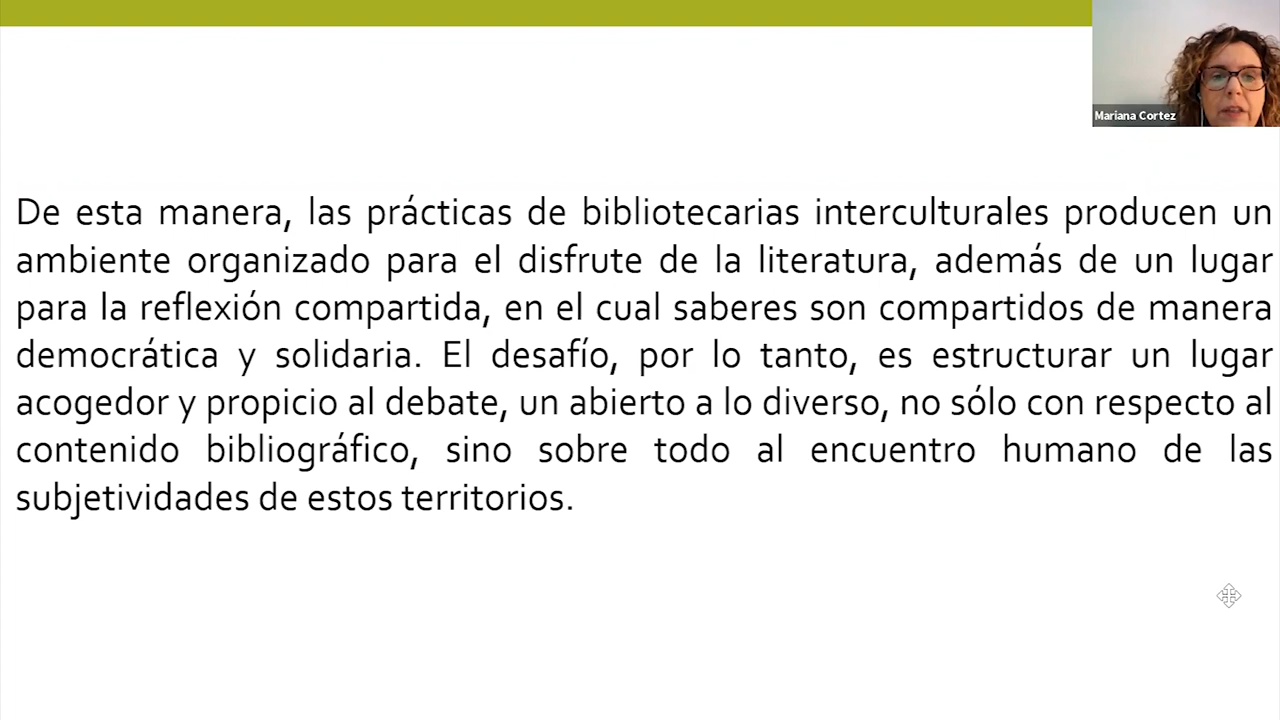 Mariana Cortez
De esta manera, las prácticas de bibliotecarias interculturales producen un
ambiente organizado para el disfrute de la literatura, además de un lugar
para la reflexión compartida, en el cual saberes son compartidos de manera
democrática y solidaria. El desafío, por lo tanto, es estructurar un lugar
acogedor y propicio al debate, un abierto a lo diverso, no sólo con respecto al
contenido bibliográfico, sino sobre todo al encuentro humano de las
subjetividades de estos territorios.